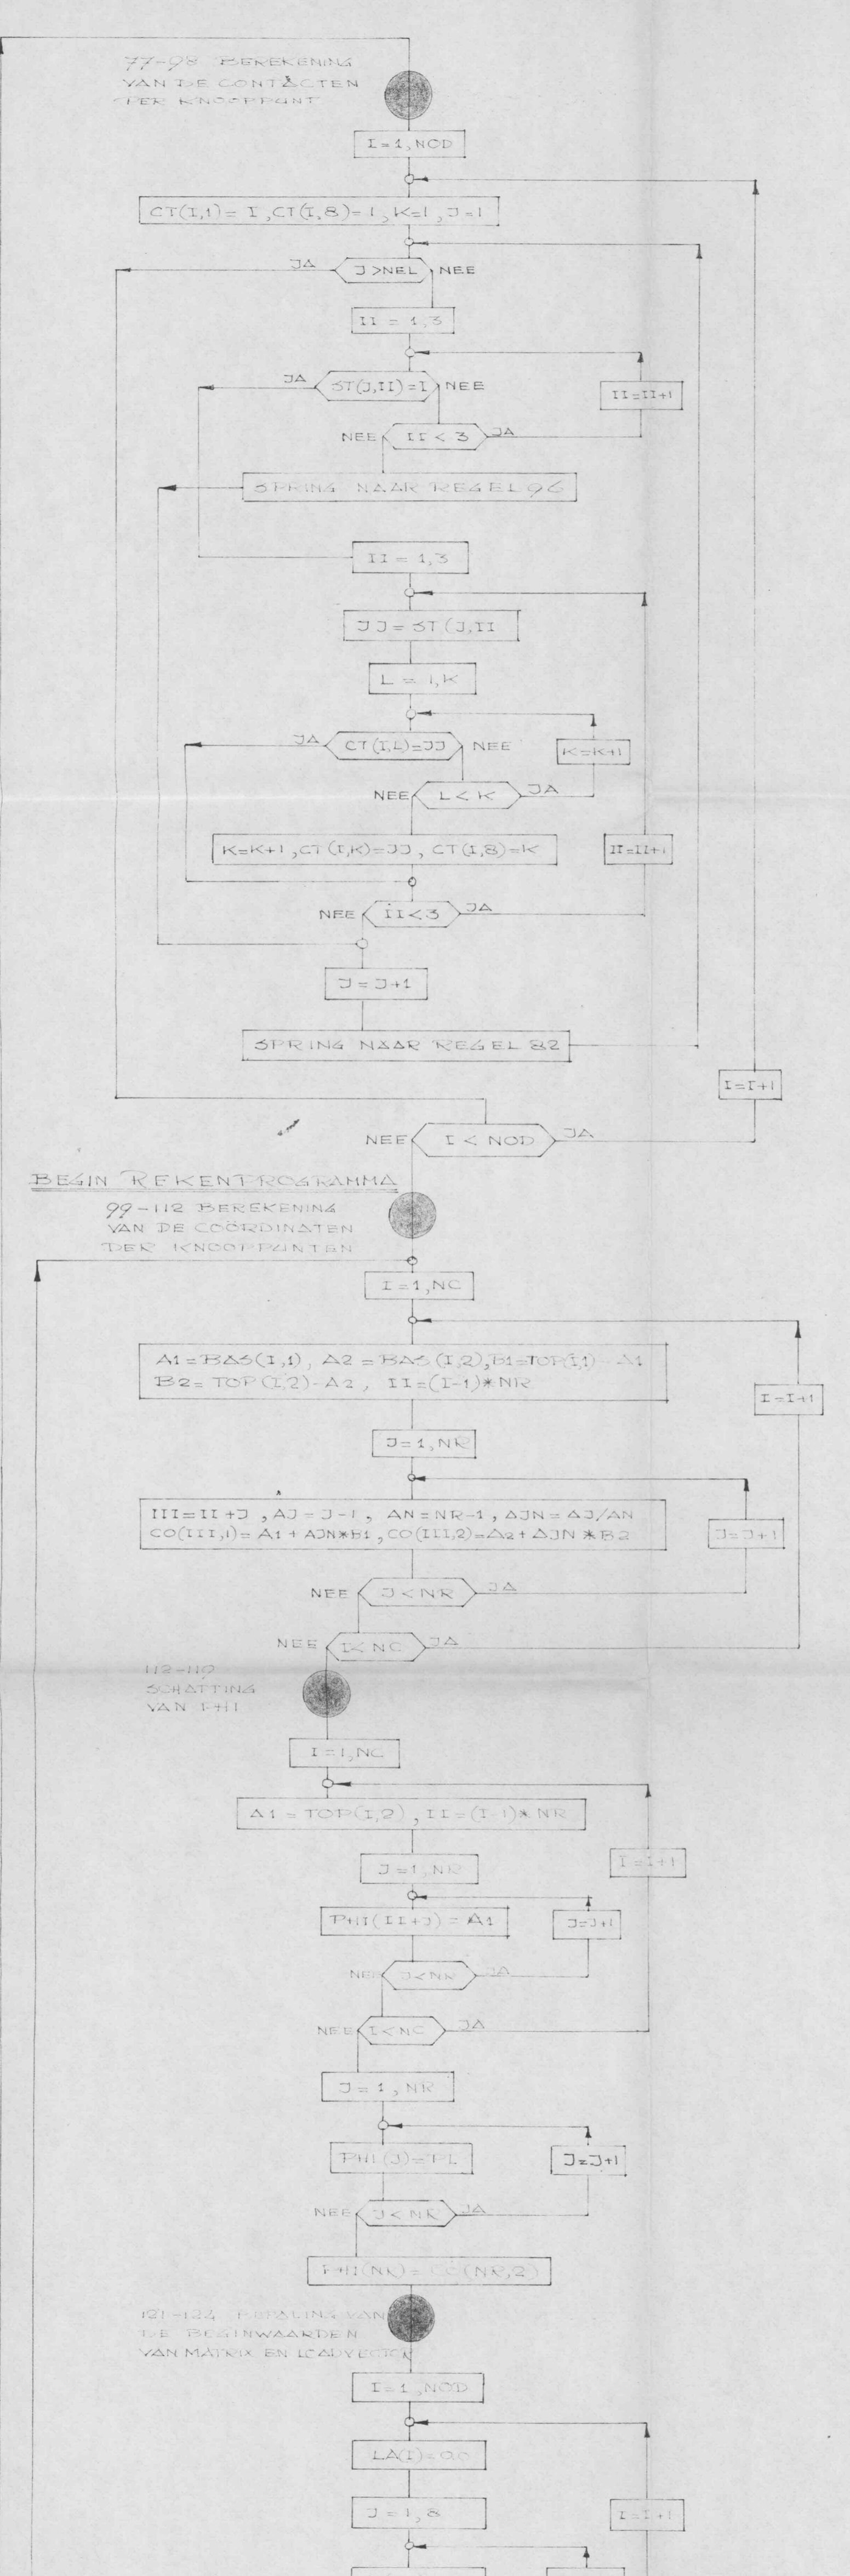 77-98 BEREKENING
VAN DE CONTACTEN
PER KNOOPPUNT
I=1,NOD
CT(I,1)= I ,CT(I,8)=1 ,K=1 ,J=1
JA J>NEL NEE
II = 1,3
JA ST(J,II)=I NEE
II=II+1
NEE II < 3 JA
SPRING NAAR REGEL 96
II = 1,3
JJ=ST(J,II
L = 1,K
JA CT(I,L)=JJ NEE
K=K+1
NEE L < K JA
K=K+1 ,CT(I,K)=JJ , CT(I,8)=K
II=II+1
NEE II<3 JA
J=J+1
SPRING NAAR REGEL 82
I=I+1
NEE I < NOD JA
BEGIN REKENPROGRAMMA
99-112 BEREKENING
VAN DE COÖRDINATEN
DER KNOOPPUNTEN
I=1,NC
A1=BAS(I,1), A2=BAS(I,2),B1=TOP(I,1)-A1
B2=TOP(I,2)-A2, II=(I-1)*NR
I=I+1
J=1,NR
III=II+J ,AJ=J-1, AN=NR-1, AJN=AJ/AN
CO(III,1)=A1+AJN*B1 ,CO(III,2)=A2+AJN*B2
J=J+1
NEE J<NR JA
NEE I<NC JA
112-119
SCHATTING
VAN PHI
I=1,NC
A1=TOP(I,2) ,II=(I-1)*NR
J=1,NR
I=I+1
PHI(II+J)=A1
J=J+1
NEE J<NR JA
NEE I<NC JA
J=1,NR
PHI(J)=PL
J=J+1
NEE J<NR JA
PHI(NR)=CO(NR,2)
121-124 BEPALING VAN
DE BEGINWAARDEN
VAN MATRIX EN LOADVECTOR
I=1,NOD
LA(I)=0.0
J=1,8
I=I+1